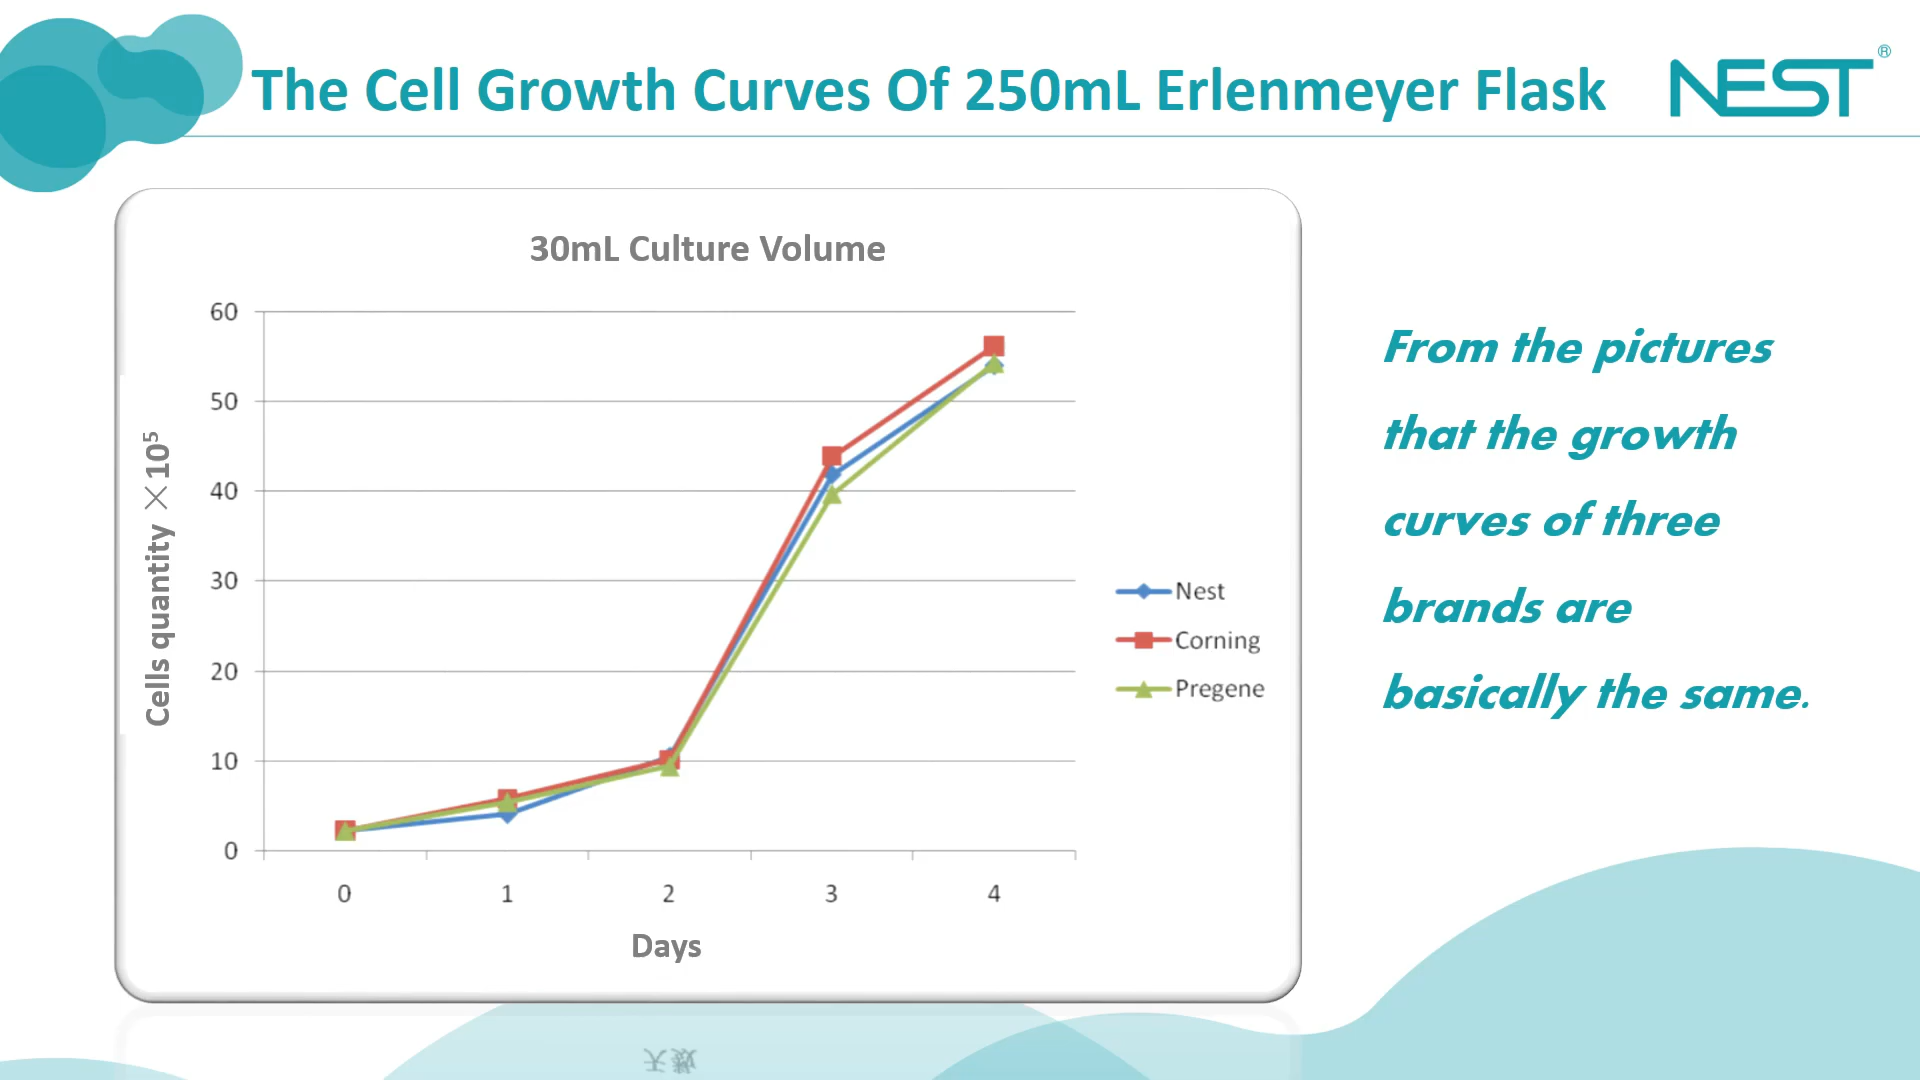 The Cell Growth Curves Of 250mL Erlenmeyer Flask
NEST®
30mL Culture Volume
60
50
40
30
20
10
0
Cells quantity ×10⁵
0 1 2 3 4
Days
Nest
Corning
Pregene
From the pictures
that the growth
curves of three
brands are
basically the same.
天数